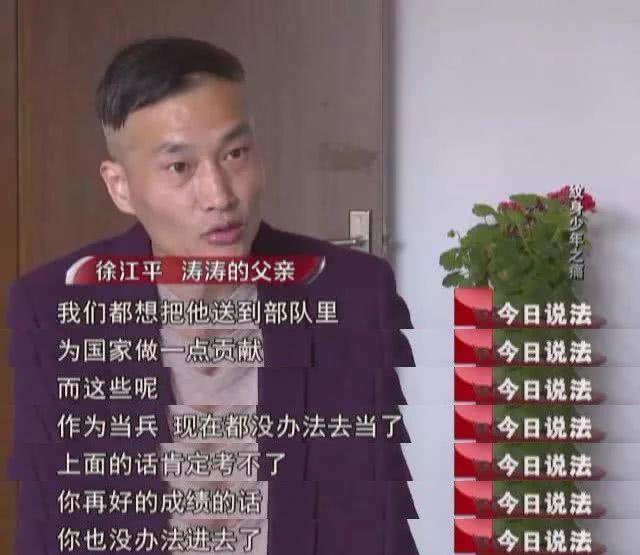 纹身少年之痛
徐江平 涛涛的父亲
我们都想把他送到部队里
今日说法
为国家做一点贡献
今日说法
而这些呢
今日说法
作为当兵 现在都没办法去当了
今日说法
上面的话肯定考不了
今日说法
你再好的成绩的话
今日说法
你也没办法进去了
今日说法